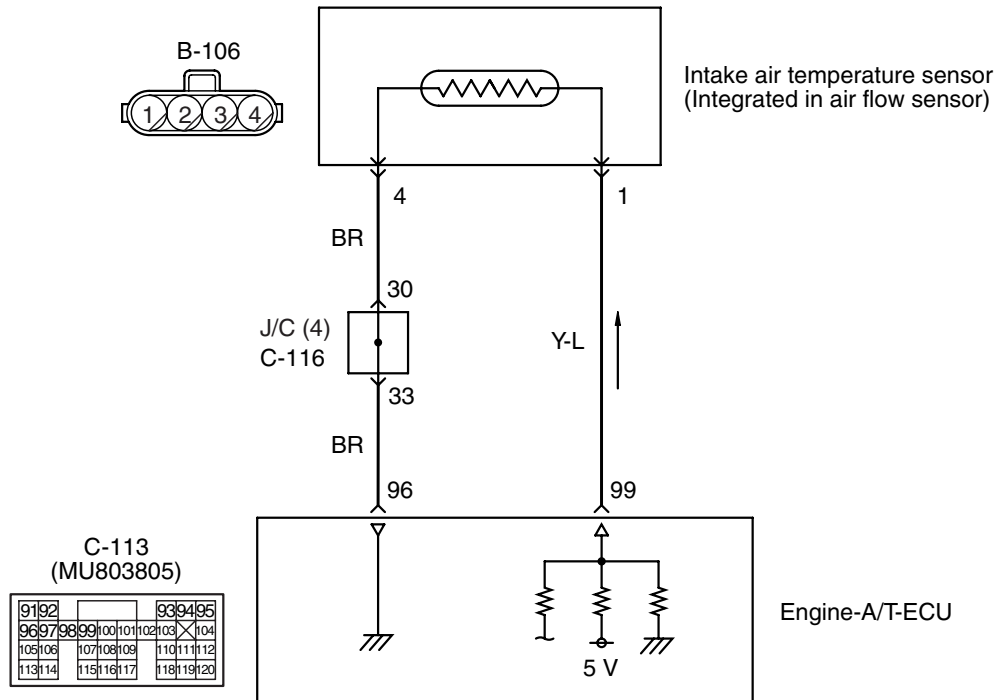 B-106
1 2 3 4
Intake air temperature sensor
(Integrated in air flow sensor)
4
1
BR
30
J/C (4)
C-116
Y-L
33
BR
96
99
C-113
(MU803805)
91 92 93 94 95
96 97 98 99 100 101 102 103 104
105 106 107 108 109 110 111 112
113 114 115 116 117 118 119 120
5 V
Engine-A/T-ECU